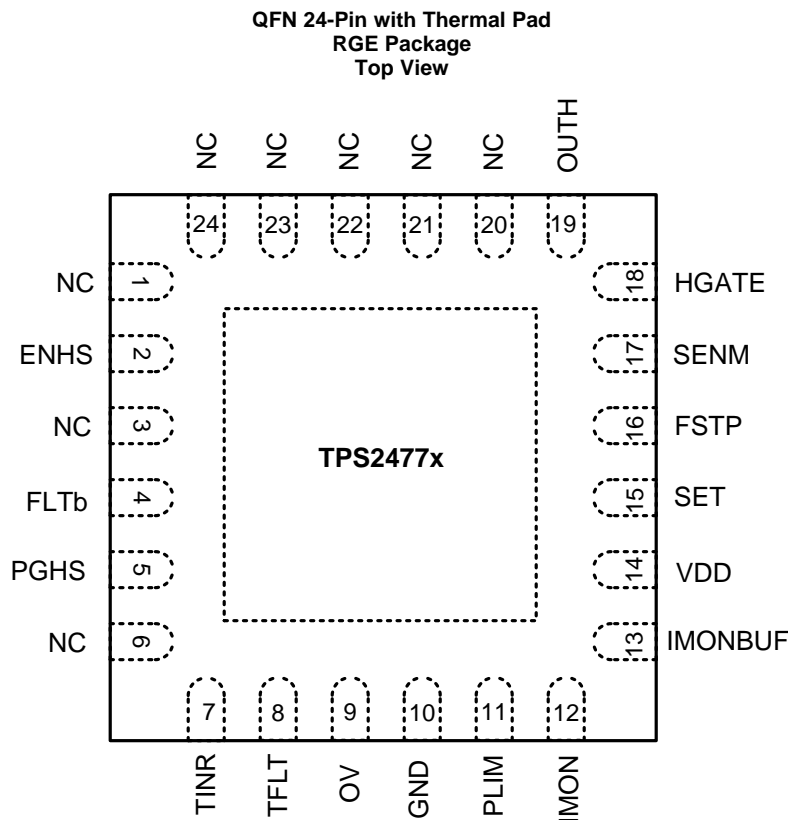 QFN 24-Pin with Thermal Pad
RGE Package
Top View
NC
NC
NC
NC
NC
OUTH
24
23
22
21
20
19
NC
1
18
HGATE
ENHS
2
17
SENM
NC
3
16
FSTP
TPS2477x
FLTb
4
15
SET
PGHS
5
14
VDD
NC
6
13
IMONBUF
7
8
9
10
11
12
TINR
TFLT
OV
GND
PLIM
IMON